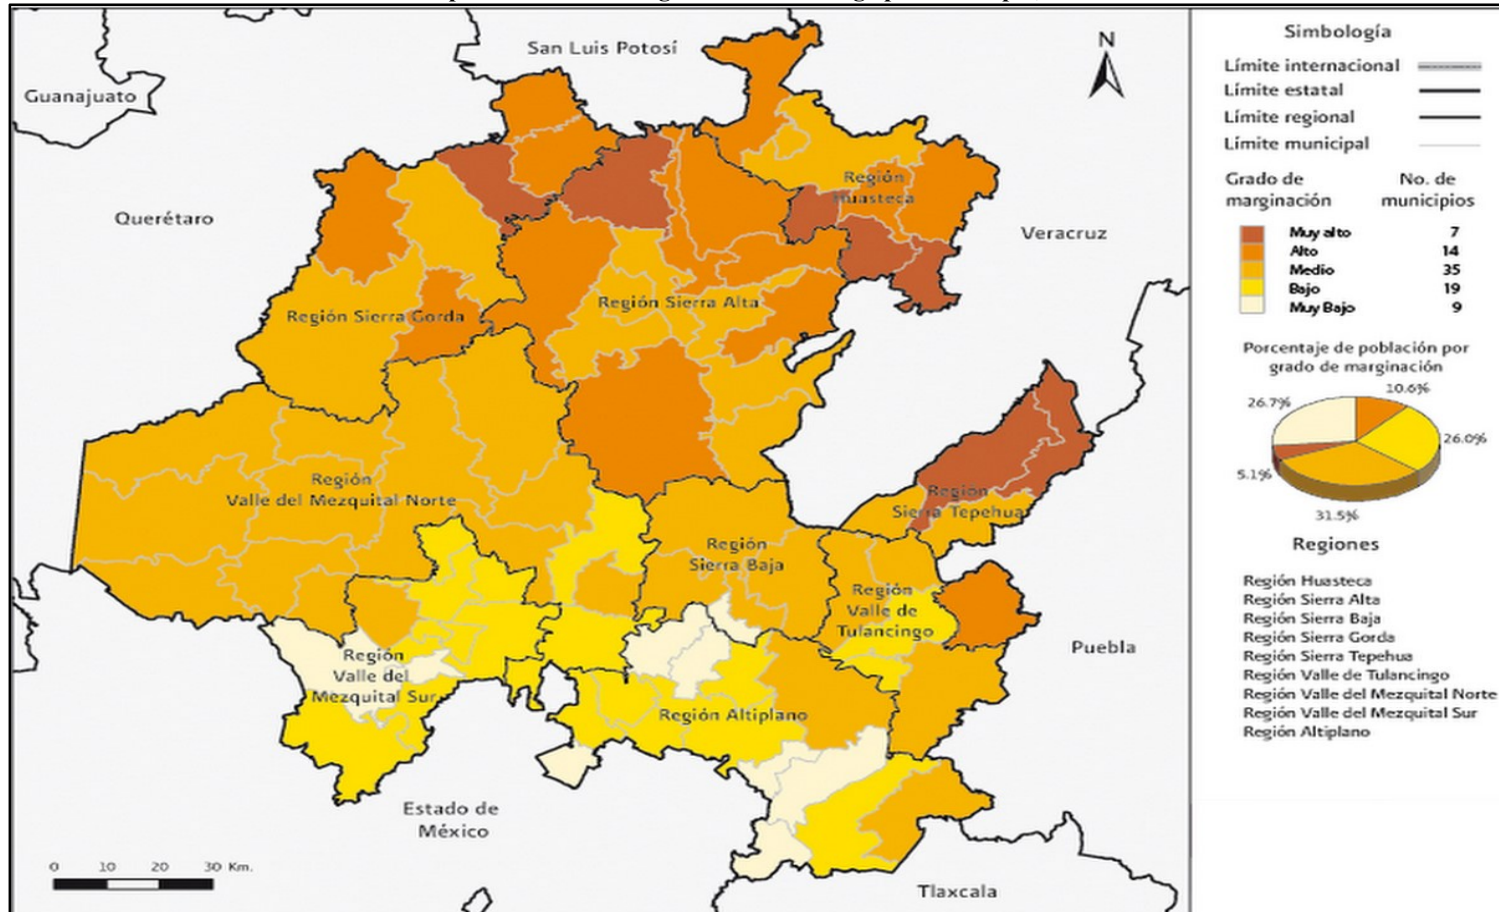 San Luis Potosí
Guanajuato
Querétaro
Veracruz
Puebla
Tlaxcala
Estado de
México
N
Región
Huasteca
Región Sierra Gorda
Región Sierra Alta
Región
Valle del Mezquital Norte
Región
Sierra Tepehua
Región
Sierra Baja
Región
Valle de
Tulancingo
Región
Valle del
Mezquital Sur
Región Altiplano
0 10 20 30 Km.
Simbología
Límite internacional
Límite estatal
Límite regional
Límite municipal
Grado de
marginación
No. de
municipios
Muy alto 7
Alto 14
Medio 35
Bajo 19
Muy Bajo 9
Porcentaje de población por
grado de marginación
10.6%
26.7%
26.0%
5.1%
31.5%
Regiones
Región Huasteca
Región Sierra Alta
Región Sierra Baja
Región Sierra Gorda
Región Sierra Tepehua
Región Valle de Tulancingo
Región Valle del Mezquital Norte
Región Valle del Mezquital Sur
Región Altiplano